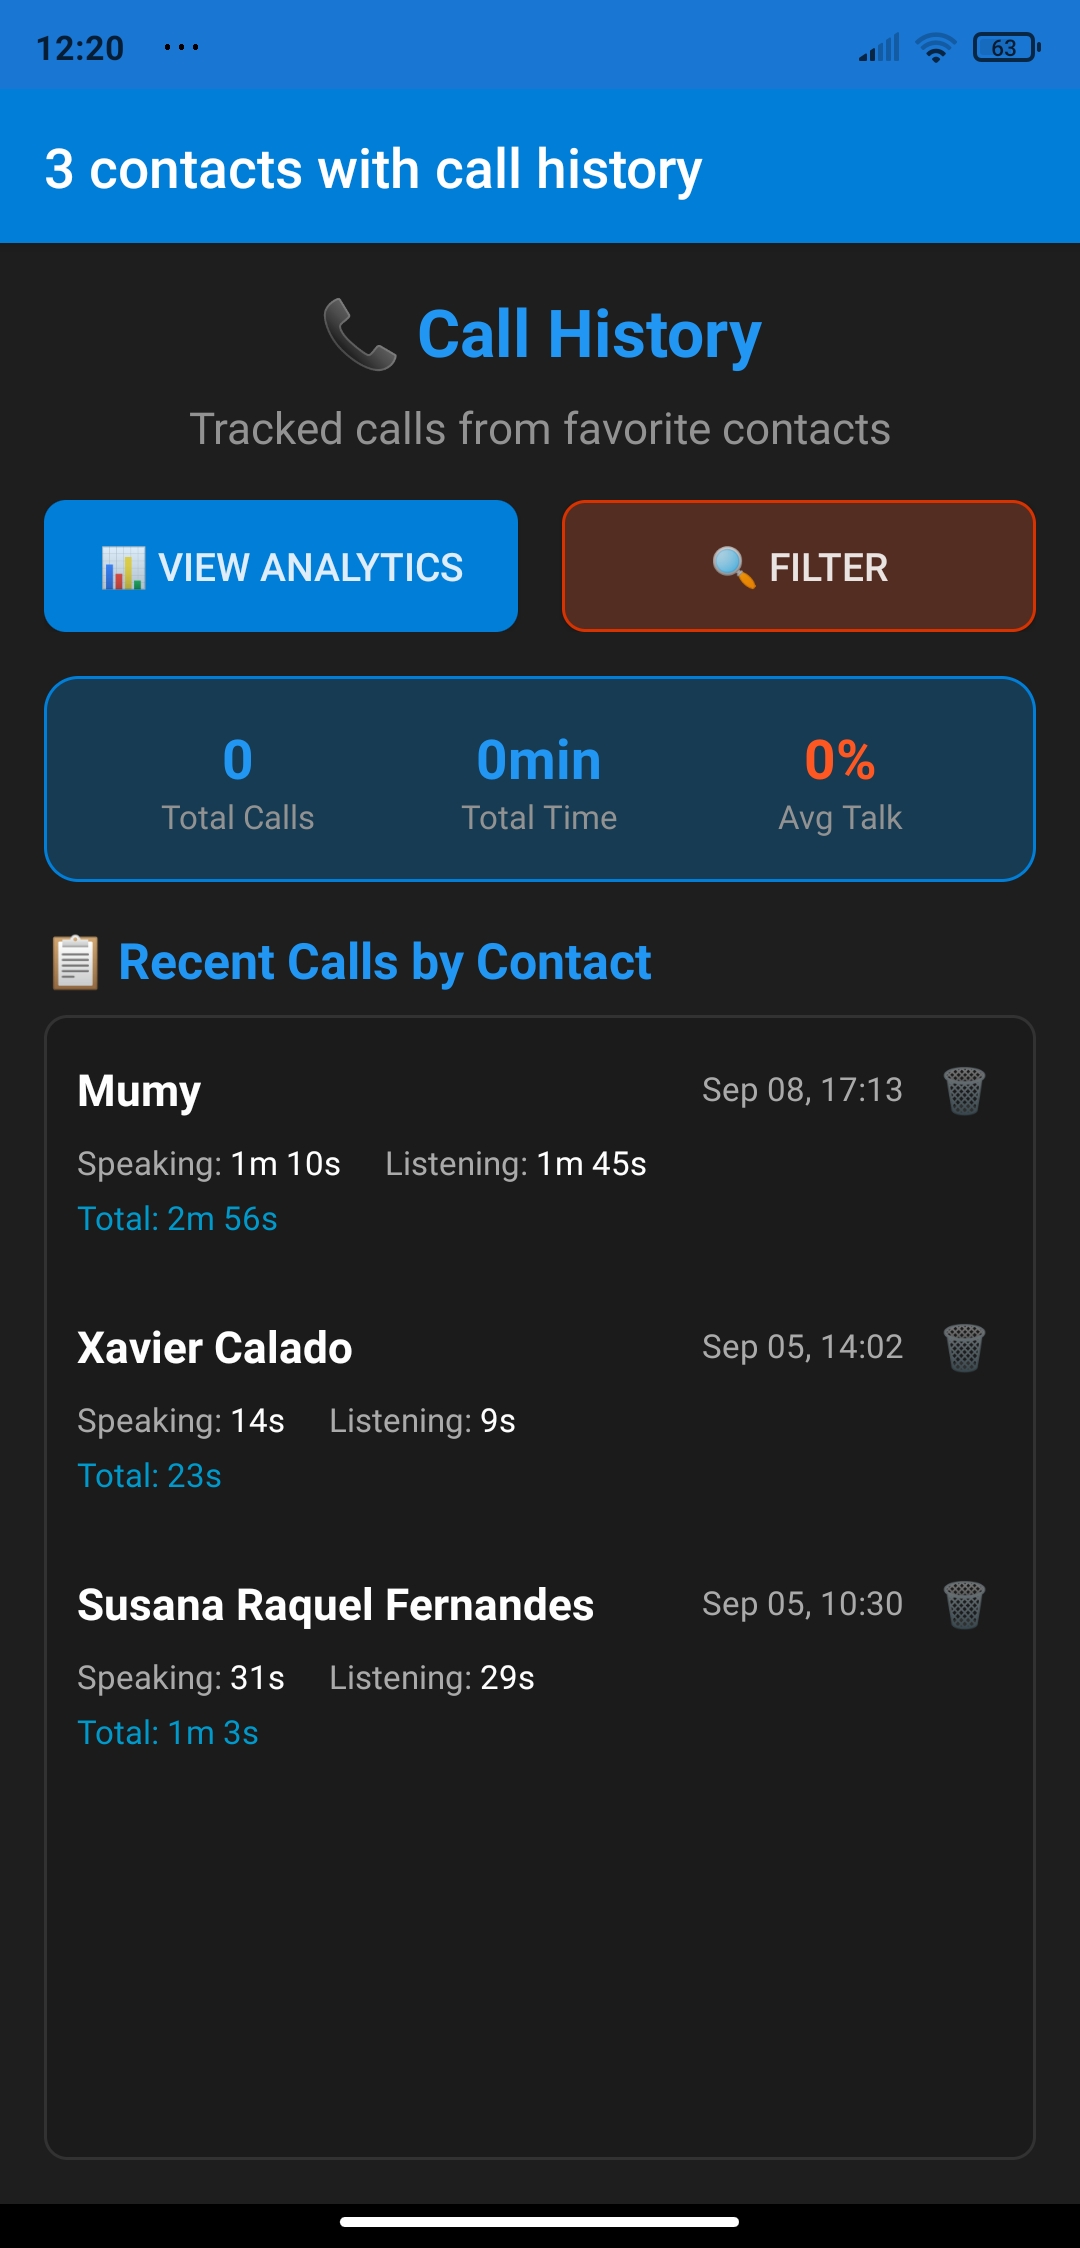 12:20 ...
63
3 contacts with call history
📞 Call History
Tracked calls from favorite contacts
📊 VIEW ANALYTICS
🔍 FILTER
0 0min 0%
Total Calls Total Time Avg Talk
📋 Recent Calls by Contact
Mumy Sep 08, 17:13
Speaking: 1m 10s Listening: 1m 45s
Total: 2m 56s
Xavier Calado Sep 05, 14:02
Speaking: 14s Listening: 9s
Total: 23s
Susana Raquel Fernandes Sep 05, 10:30
Speaking: 31s Listening: 29s
Total: 1m 3s